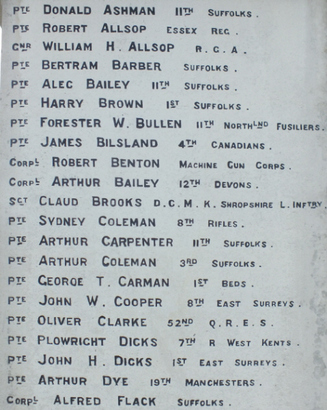 PTE DONALD ASHMAN 11TH SUFFOLKS.
PTE ROBERT ALLSOP ESSEX REG.
GNR WILLIAM H. ALLSOP R.G.A.
PTE BERTRAM BARBER SUFFOLKS.
PTE ALEC BAILEY 11TH SUFFOLKS.
PTE HARRY BROWN 1ST SUFFOLKS.
PTE FORESTER W. BULLEN 11TH NORTHLND FUSILIERS.
PTE JAMES BILSLAND 4TH CANADIANS.
CORPL ROBERT BENTON MACHINE GUN CORPS.
CORPL ARTHUR BAILEY 12TH DEVONS.
SGT CLAUD BROOKS D.C.M. K. SHROPSHIRE L. INFTRY.
PTE SYDNEY COLEMAN 8TH RIFLES.
PTE ARTHUR CARPENTER 11TH SUFFOLKS.
PTE ARTHUR COLEMAN 3RD SUFFOLKS.
PTE GEORGE T. CARMAN 1ST BEDS.
PTE JOHN W. COOPER 8TH EAST SURREYS.
PTE OLIVER CLARKE 52ND Q.R.E.S.
PTE PLOWRIGHT DICKS 7TH R WEST KENTS.
PTE JOHN H. DICKS 1ST EAST SURREYS.
PTE ARTHUR DYE 19TH MANCHESTERS.
CORPL ALFRED FLACK SUFFOLKS.